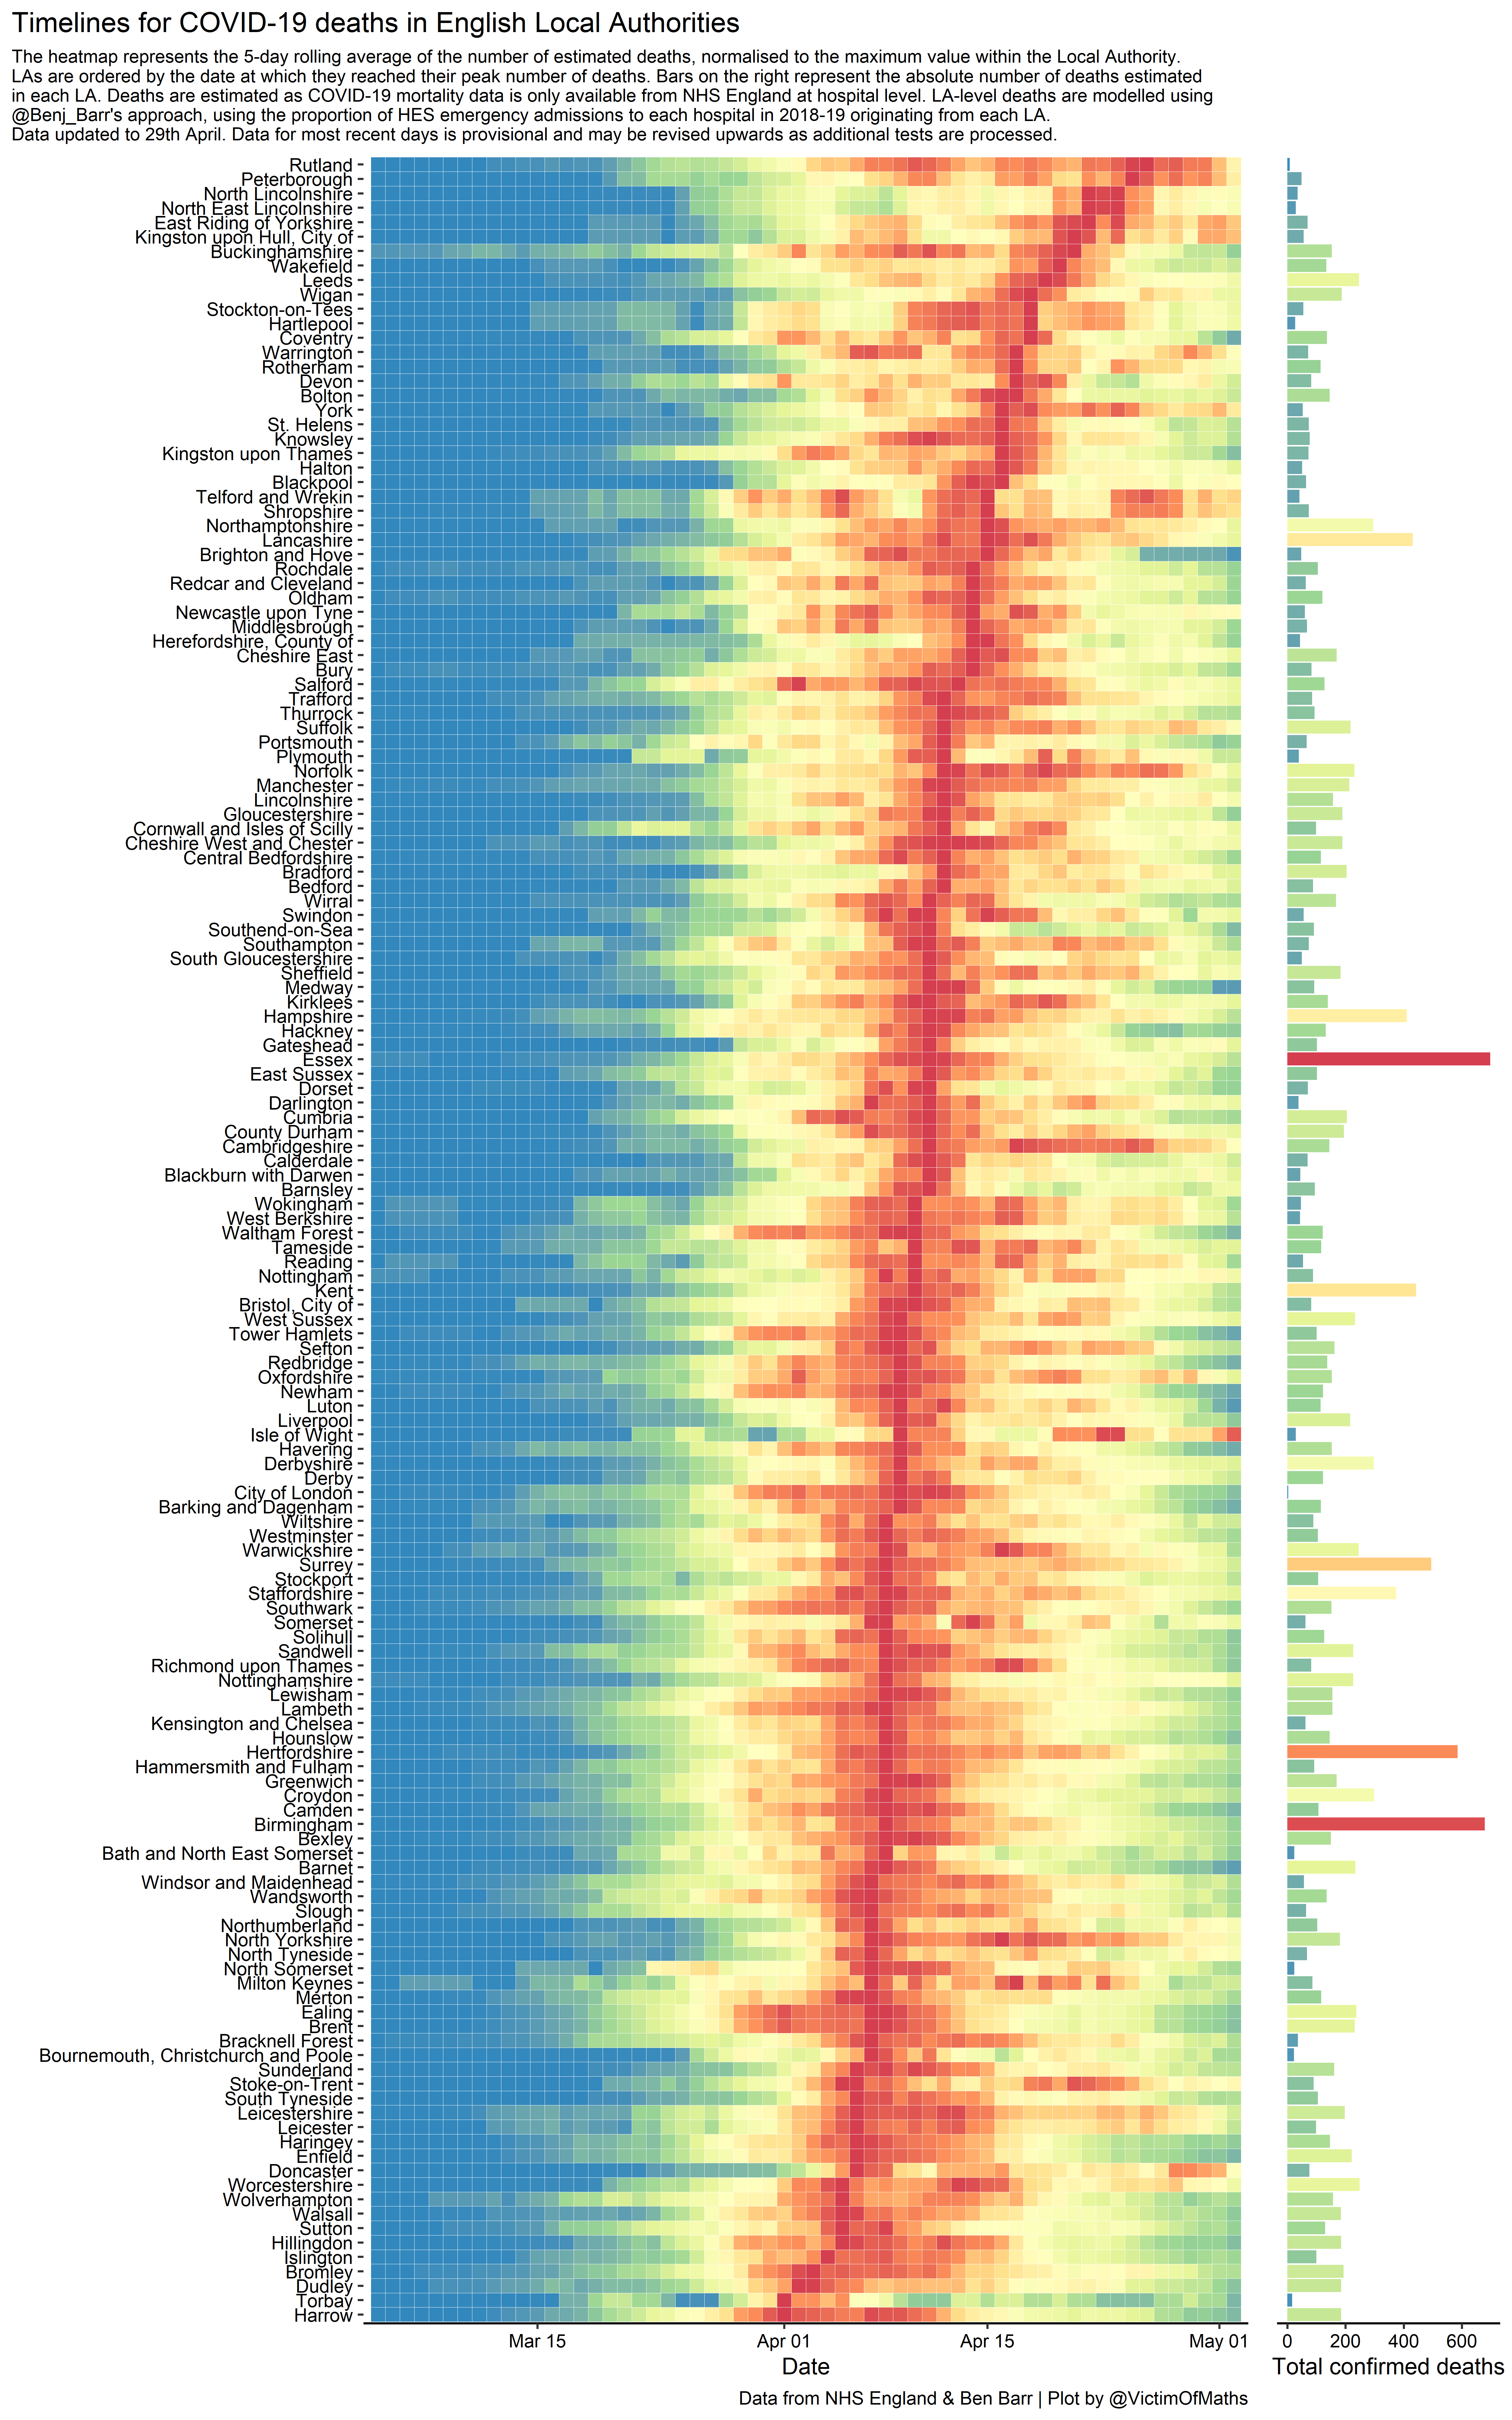 Timelines for COVID-19 deaths in English Local Authorities
The heatmap represents the 5-day rolling average of the number of estimated deaths, normalised to the maximum value within the Local Authority.
LAs are ordered by the date at which they reached their peak number of deaths. Bars on the right represent the absolute number of deaths estimated
in each LA. Deaths are estimated as COVID-19 mortality data is only available from NHS England at hospital level. LA-level deaths are modelled using
@Benj_Barr's approach, using the proportion of HES emergency admissions to each hospital in 2018-19 originating from each LA.
Data updated to 29th April. Data for most recent days is provisional and may be revised upwards as additional tests are processed.
Rutland
Peterborough
North Lincolnshire
North East Lincolnshire
East Riding of Yorkshire
Kingston upon Hull, City of
Buckinghamshire
Wakefield
Leeds
Wigan
Stockton-on-Tees
Hartlepool
Coventry
Warrington
Rotherham
Devon
Bolton
York
St. Helens
Knowsley
Kingston upon Thames
Halton
Blackpool
Telford and Wrekin
Shropshire
Northamptonshire
Lancashire
Brighton and Hove
Rochdale
Redcar and Cleveland
Oldham
Newcastle upon Tyne
Middlesbrough
Herefordshire, County of
Cheshire East
Bury
Salford
Trafford
Thurrock
Suffolk
Portsmouth
Plymouth
Norfolk
Manchester
Lincolnshire
Gloucestershire
Cornwall and Isles of Scilly
Cheshire West and Chester
Central Bedfordshire
Bradford
Bedford
Wirral
Swindon
Southend-on-Sea
Southampton
South Gloucestershire
Sheffield
Medway
Kirklees
Hampshire
Hackney
Gateshead
Essex
East Sussex
Dorset
Darlington
Cumbria
County Durham
Cambridgeshire
Calderdale
Blackburn with Darwen
Barnsley
Wokingham
West Berkshire
Waltham Forest
Tameside
Reading
Nottingham
Kent
Bristol, City of
West Sussex
Tower Hamlets
Sefton
Redbridge
Oxfordshire
Newham
Luton
Liverpool
Isle of Wight
Havering
Derbyshire
Derby
City of London
Barking and Dagenham
Wiltshire
Westminster
Warwickshire
Surrey
Stockport
Staffordshire
Southwark
Somerset
Solihull
Sandwell
Richmond upon Thames
Nottinghamshire
Lewisham
Lambeth
Kensington and Chelsea
Hounslow
Hertfordshire
Hammersmith and Fulham
Greenwich
Croydon
Camden
Birmingham
Bexley
Bath and North East Somerset
Barnet
Windsor and Maidenhead
Wandsworth
Slough
Northumberland
North Yorkshire
North Tyneside
North Somerset
Milton Keynes
Merton
Ealing
Brent
Bracknell Forest
Bournemouth, Christchurch and Poole
Sunderland
Stoke-on-Trent
South Tyneside
Leicestershire
Leicester
Haringey
Enfield
Doncaster
Worcestershire
Wolverhampton
Walsall
Sutton
Hillingdon
Islington
Bromley
Dudley
Torbay
Harrow
Mar 15 Apr 01 Apr 15 May 01
Date
0 200 400 600
Total confirmed deaths
Data from NHS England & Ben Barr | Plot by @VictimOfMaths